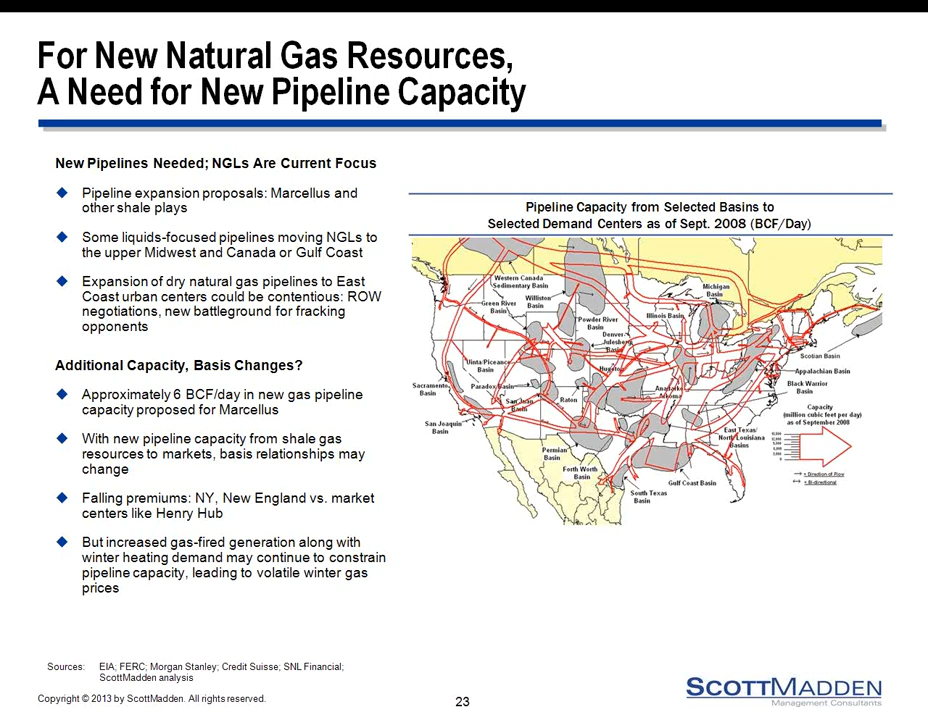 For New Natural Gas Resources,
A Need for New Pipeline Capacity
New Pipelines Needed; NGLs Are Current Focus
Pipeline expansion proposals: Marcellus and
other shale plays
Some liquids-focused pipelines moving NGLs to
the upper Midwest and Canada or Gulf Coast
Expansion of dry natural gas pipelines to East
Coast urban centers could be contentious: ROW
negotiations, new battleground for fracking
opponents
Additional Capacity, Basis Changes?
Approximately 6 BCF/day in new gas pipeline
capacity proposed for Marcellus
With new pipeline capacity from shale gas
resources to markets, basis relationships may
change
Falling premiums: NY, New England vs. market
centers like Henry Hub
But increased gas-fired generation along with
winter heating demand may continue to constrain
pipeline capacity, leading to volatile winter gas
prices
Pipeline Capacity from Selected Basins to
Selected Demand Centers as of Sept. 2008 (BCF/Day)
Western Canada
Sedimentary Basin
Michigan
Basin
Williston
Basin
Green River
Basin
Illinois Basin
Powder River
Basin
Denver-
Julesberg
Basin
Scotian Basin
Uinta/Piceance
Basin
Appalachian Basin
Sacramento
Basin
Paradox Basin
Black Warrior
Basin
San Juan
Basin
Raton
San Joaquin
Basin
East Texas/
North Louisiana
Basins
Permian
Basin
Forth Worth
Basin
Gulf Coast Basin
South Texas
Basin
Capacity
(million cubic feet per day)
as of September 2008
= Direction of Flow
= Bi-directional
Sources: EIA; FERC; Morgan Stanley; Credit Suisse; SNL Financial;
ScottMadden analysis
Copyright © 2013 by ScottMadden. All rights reserved.
23
SCOTTMADDEN
Management Consultants